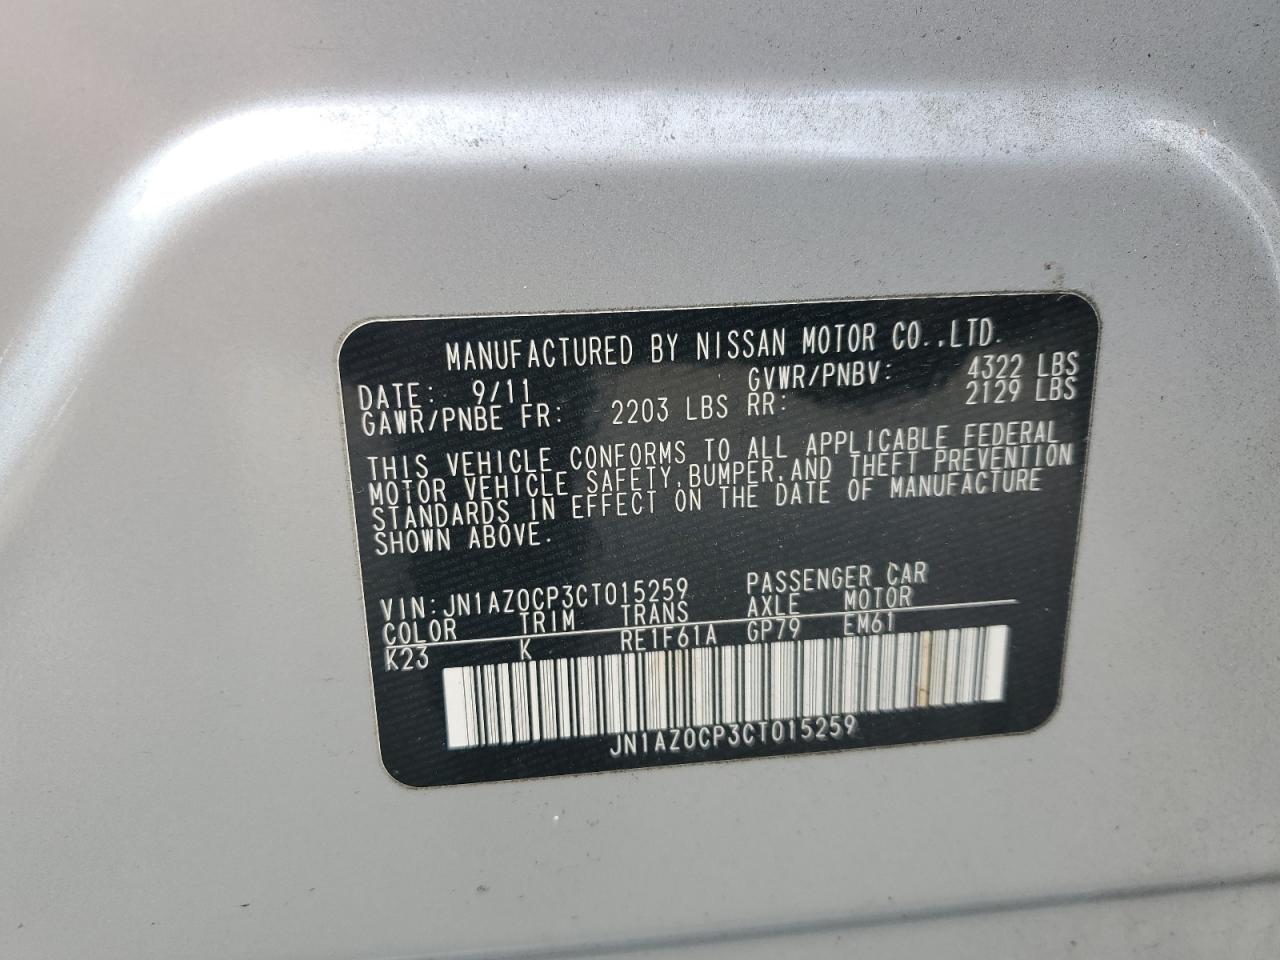 MANUFACTURED BY NISSAN MOTOR CO.,LTD.
DATE: 9/11 GVWR/PNBV: 4322 LBS
GAWR/PNBE FR: 2203 LBS RR: 2129 LBS
THIS VEHICLE CONFORMS TO ALL APPLICABLE FEDERAL
MOTOR VEHICLE SAFETY,BUMPER,AND THEFT PREVENTION
STANDARDS IN EFFECT ON THE DATE OF MANUFACTURE
SHOWN ABOVE.
VIN:JN1AZ0CP3CT015259 PASSENGER CAR
COLOR TRIM TRANS AXLE MOTOR
K23 K RE1F61A GP79 EM61
JN1AZ0CP3CT015259